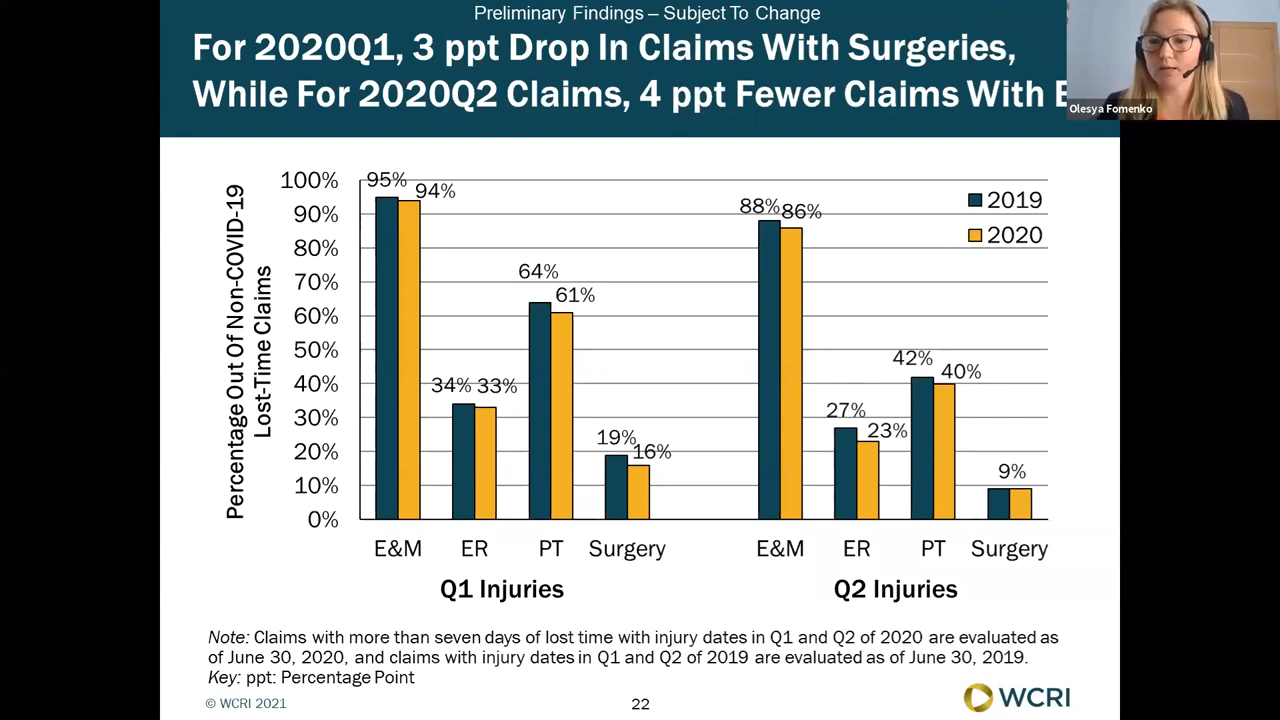 Preliminary Findings – Subject To Change
For 2020Q1, 3 ppt Drop In Claims With Surgeries,
While For 2020Q2 Claims, 4 ppt Fewer Claims With
Olesya Fomenko
Percentage Out Of Non-COVID-19
Lost-Time Claims
100%
90%
80%
70%
60%
50%
40%
30%
20%
10%
0%
95% 94%
34% 33%
64% 61%
19% 16%
88% 86%
27% 23%
42% 40%
9%
2019
2020
E&M ER PT Surgery E&M ER PT Surgery
Q1 Injuries Q2 Injuries
Note: Claims with more than seven days of lost time with injury dates in Q1 and Q2 of 2020 are evaluated as
of June 30, 2020, and claims with injury dates in Q1 and Q2 of 2019 are evaluated as of June 30, 2019.
Key: ppt: Percentage Point
© WCRI 2021
22
WCRI